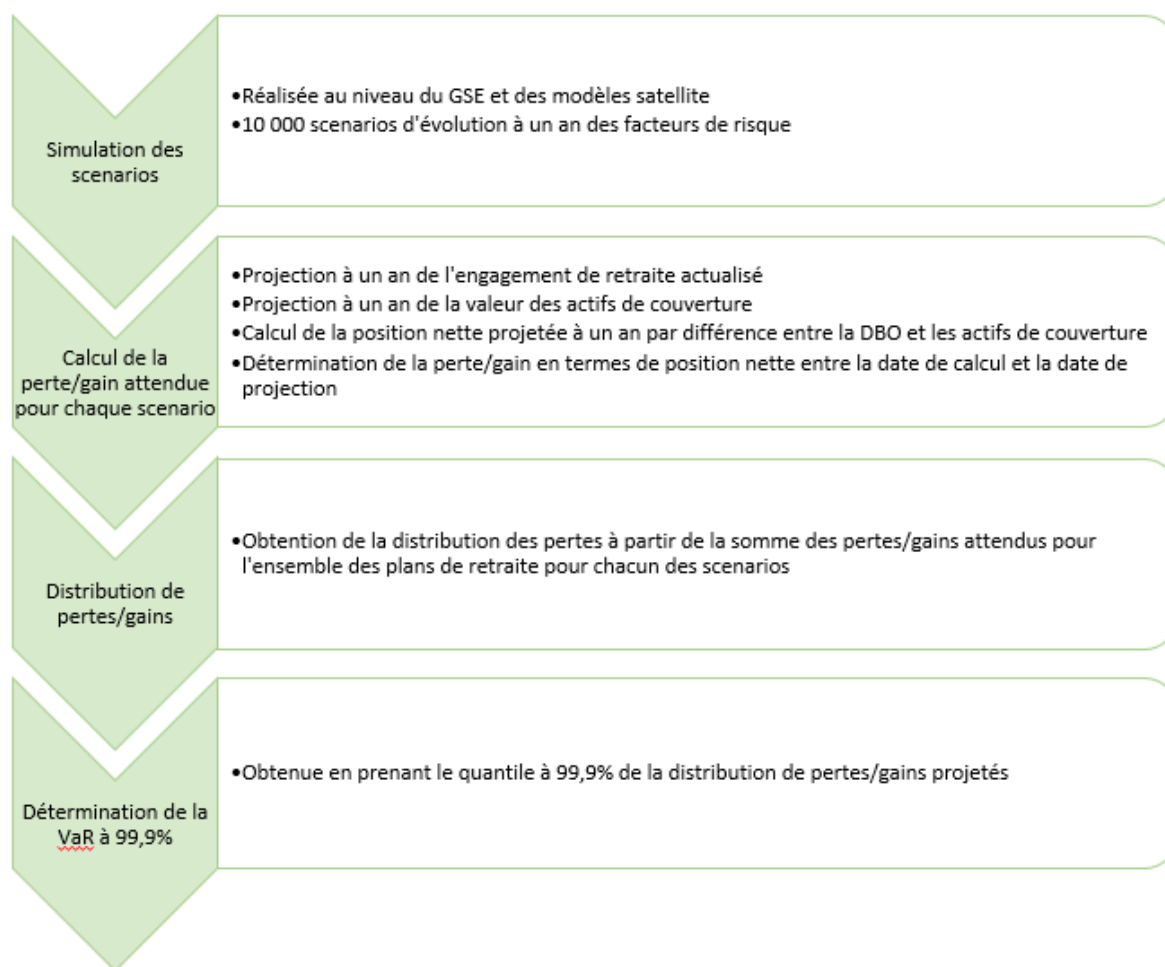 Simulation des
scenarios
•Réalisée au niveau du GSE et des modèles satellite
•10 000 scenarios d'évolution à un an des facteurs de risque
Calcul de la
perte/gain attendue
pour chaque scenario
•Projection à un an de l'engagement de retraite actualisé
•Projection à un an de la valeur des actifs de couverture
•Calcul de la position nette projetée à un an par différence entre la DBO et les actifs de couverture
•Détermination de la perte/gain en termes de position nette entre la date de calcul et la date de
projection
Distribution de
pertes/gains
•Obtention de la distribution des pertes à partir de la somme des pertes/gains attendus pour
l'ensemble des plans de retraite pour chacun des scenarios
Détermination de la
VaR à 99,9%
•Obtenue en prenant le quantile à 99,9% de la distribution de pertes/gains projetés